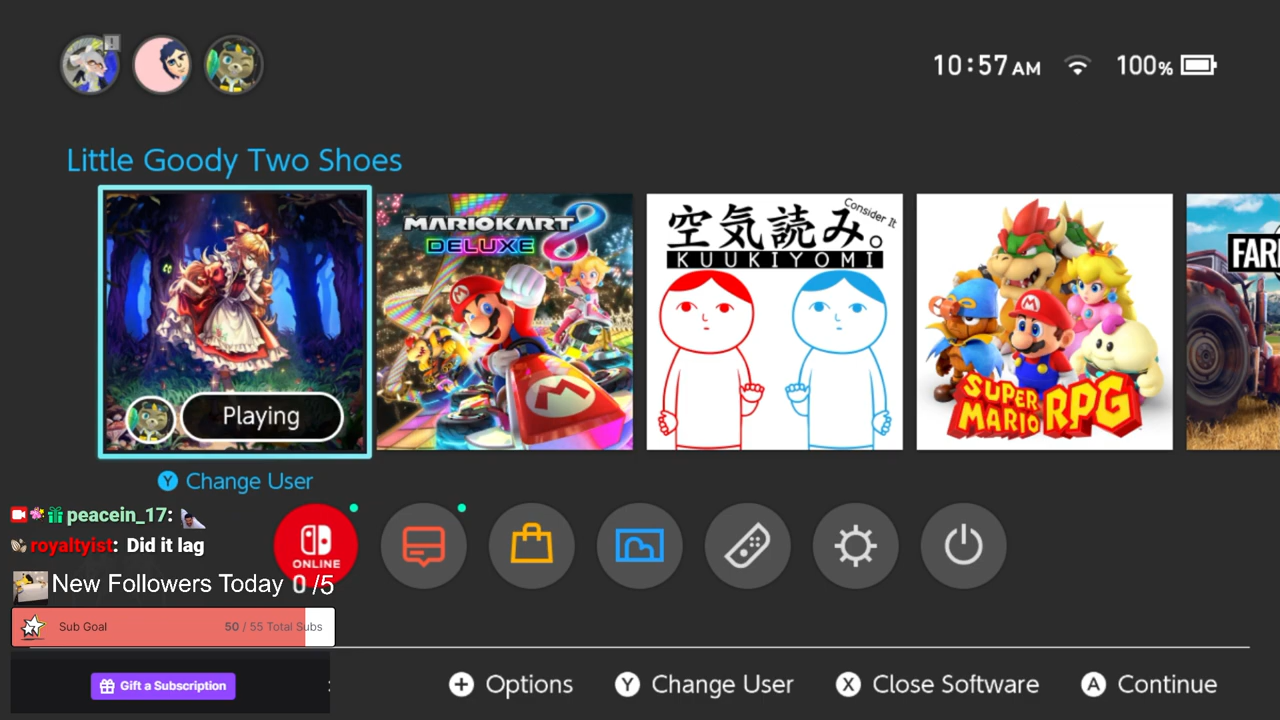 10:57 AM 100%
Little Goody Two Shoes
MARIOKART 8
DELUXE
Consider It
空気読み。
KUUKIYOMI
SUPER
MARIO RPG
FAR
Playing
Y Change User
peacein_17:
royaltyist: Did it lag
ONLINE
New Followers Today 0 /5
Sub Goal 50 / 55 Total Subs
Gift a Subscription
+ Options Y Change User X Close Software A Continue